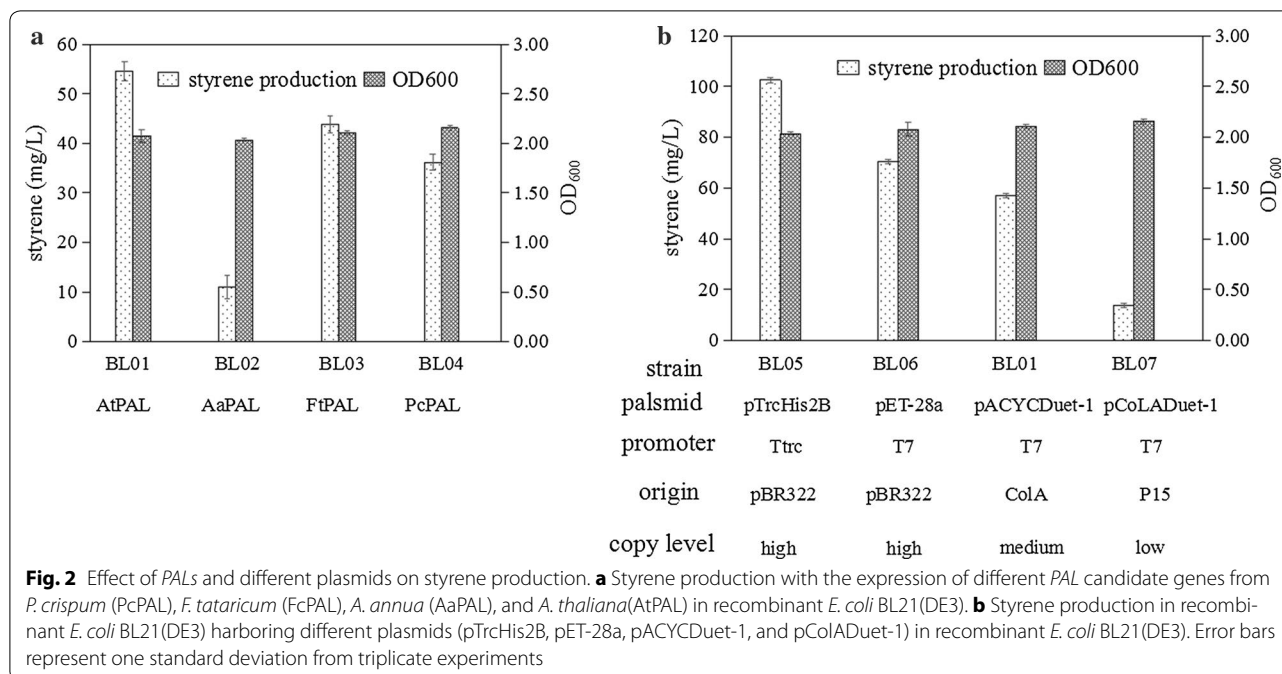 a
60
50
40
30
20
10
0
styrene (mg/L)
styrene production OD600
3.00
2.50
2.00
1.50
1.00
0.50
0.00
OD600
BL01 BL02 BL03 BL04
AtPAL AaPAL FtPAL PcPAL
b
120
100
80
60
40
20
0
styrene (mg/L)
styrene production OD600
3.00
2.50
2.00
1.50
1.00
0.50
0.00
OD600
strain BL05 BL06 BL01 BL07
palsmid pTrcHis2B pET-28a pACYCDuet-1 pCoLADuet-1
promoter Ttrc T7 T7 T7
origin pBR322 pBR322 ColA P15
copy level high high medium low
Fig. 2 Effect of PALs and different plasmids on styrene production. a Styrene production with the expression of different PAL candidate genes from
P. crispum (PcPAL), F. tataricum (FcPAL), A. annua (AaPAL), and A. thaliana(AtPAL) in recombinant E. coli BL21(DE3). b Styrene production in recombi-
nant E. coli BL21(DE3) harboring different plasmids (pTrcHis2B, pET-28a, pACYCDuet-1, and pColADuet-1) in recombinant E. coli BL21(DE3). Error bars
represent one standard deviation from triplicate experiments